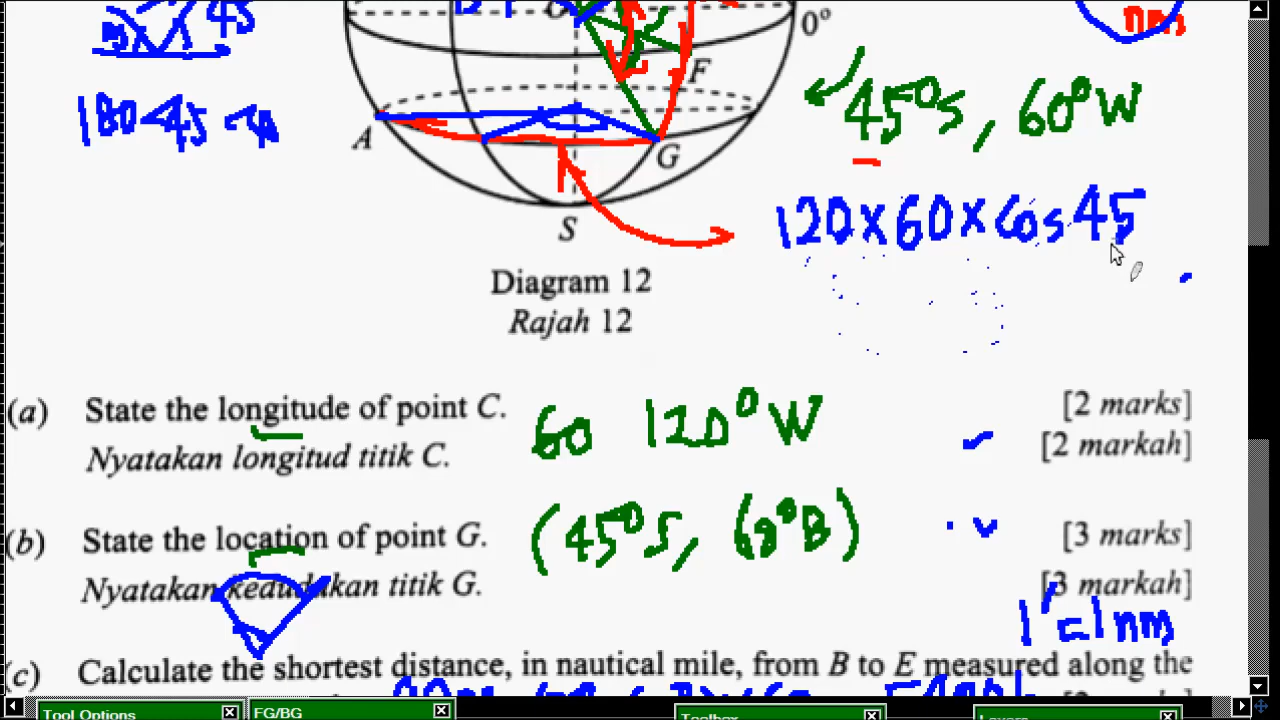 45
0°
F
180 - 45 -
45°S, 60°W
A
G
120 x 60 x Cos 45
S
Diagram 12
Rajah 12
(a) State the longitude of point C. 60 120°W [2 marks]
Nyatakan longitud titik C. [2 markah]
(b) State the location of point G. (45°S, 60°B) [3 marks]
Nyatakan kedudukan titik G. [3 markah]
1' = 1 nm
(c) Calculate the shortest distance, in nautical mile, from B to E measured along the
Tool Options FG/BG Toolbox Layers